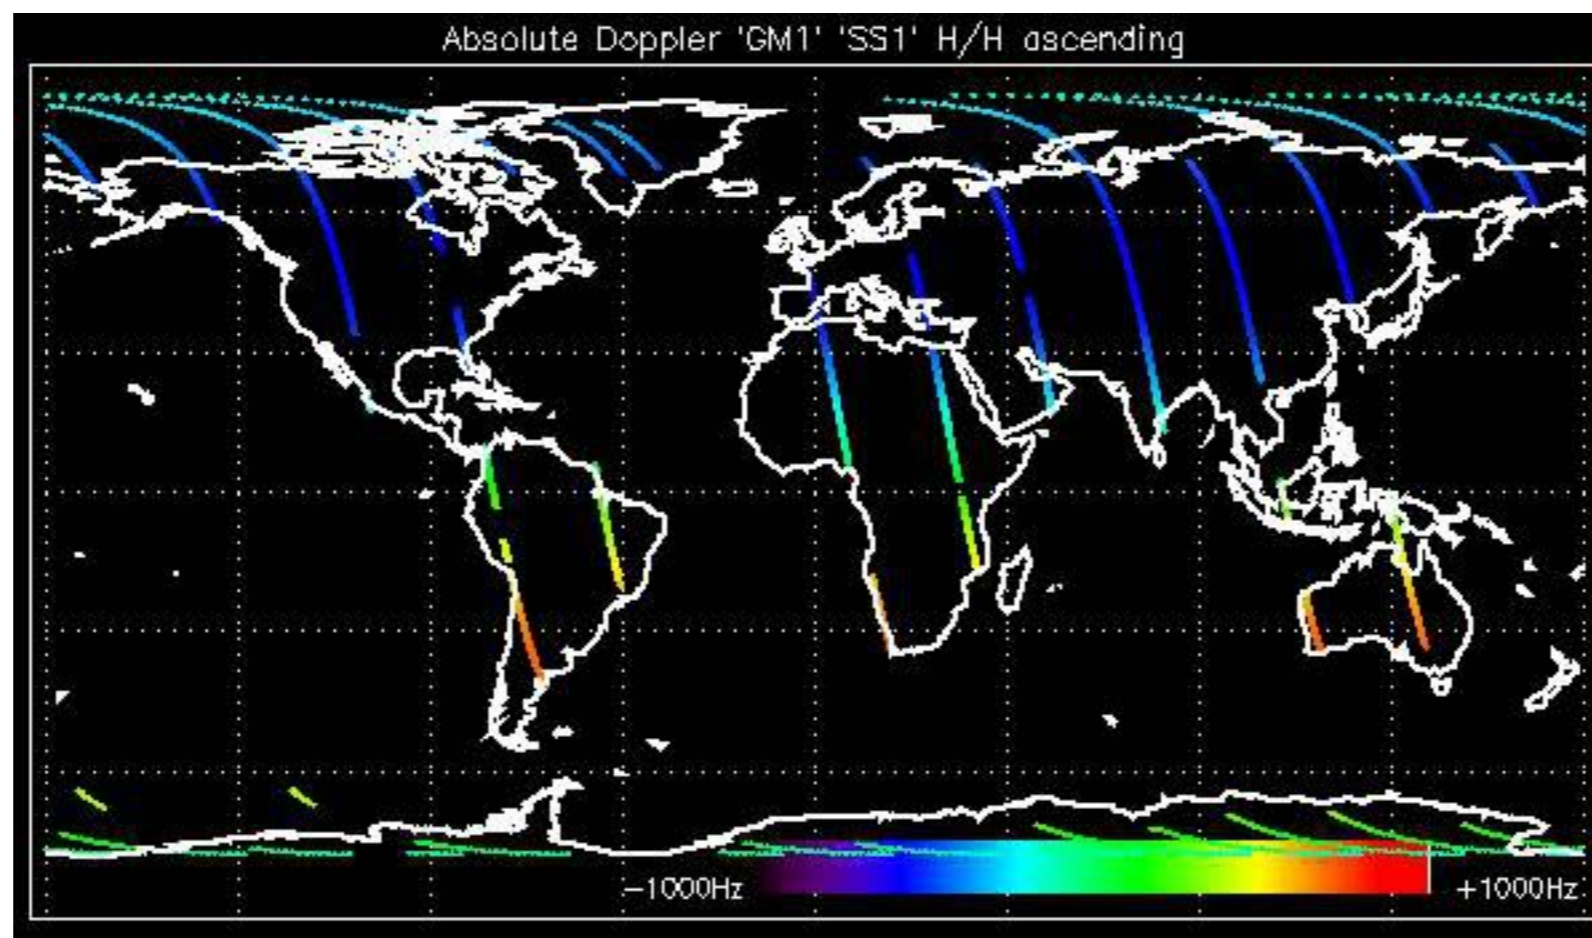 Absolute Doppler 'GM1' 'SS1' H/H ascending
-1000Hz
+1000Hz